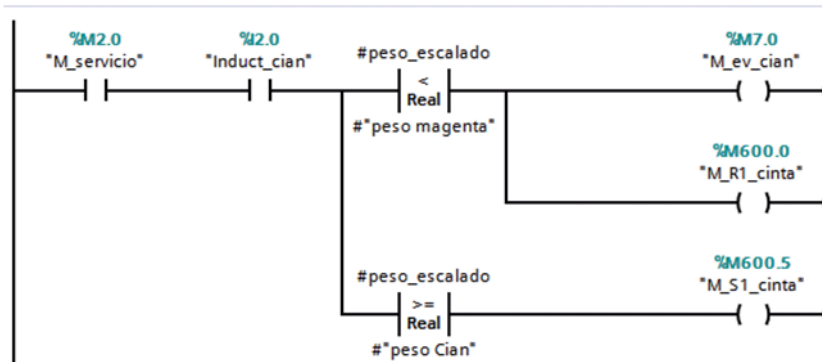 %M2.0
"M_servicio"
%I2.0
"Induct_cian"
#peso_escalado
<
Real
#"peso magenta"
%M7.0
"M_ev_cian"
%M600.0
"M_R1_cinta"
#peso_escalado
>=
Real
#"peso Cian"
%M600.5
"M_S1_cinta"